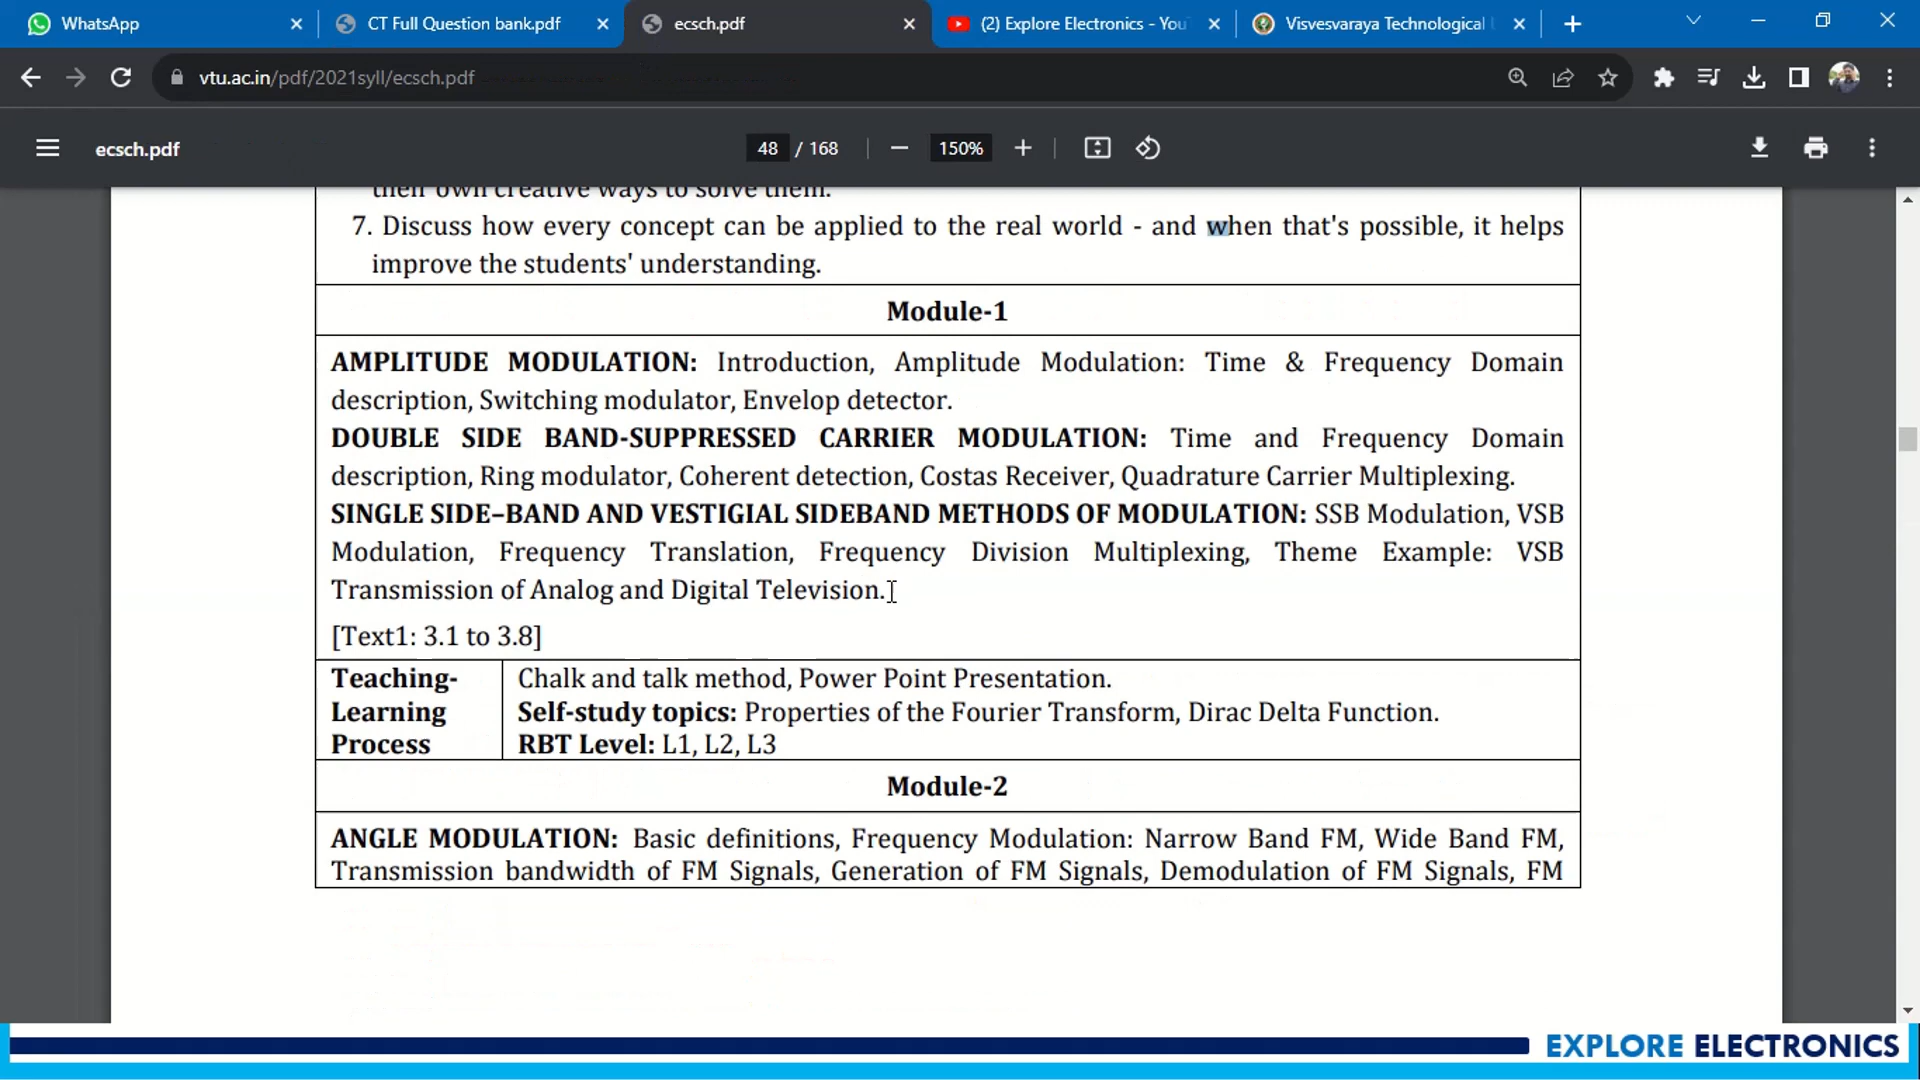 WhatsApp
CT Full Question bank.pdf
ecsch.pdf
(2) Explore Electronics - You
Visvesvaraya Technological
vtu.ac.in/pdf/2021syll/ecsch.pdf
ecsch.pdf
48 / 168
150%
their own creative ways to solve them.
7. Discuss how every concept can be applied to the real world - and when that's possible, it helps
improve the students' understanding.
Module-1
AMPLITUDE MODULATION: Introduction, Amplitude Modulation: Time & Frequency Domain
description, Switching modulator, Envelop detector.
DOUBLE SIDE BAND-SUPPRESSED CARRIER MODULATION: Time and Frequency Domain
description, Ring modulator, Coherent detection, Costas Receiver, Quadrature Carrier Multiplexing.
SINGLE SIDE–BAND AND VESTIGIAL SIDEBAND METHODS OF MODULATION: SSB Modulation, VSB
Modulation, Frequency Translation, Frequency Division Multiplexing, Theme Example: VSB
Transmission of Analog and Digital Television.
[Text1: 3.1 to 3.8]
Teaching-
Learning
Process
Chalk and talk method, Power Point Presentation.
Self-study topics: Properties of the Fourier Transform, Dirac Delta Function.
RBT Level: L1, L2, L3
Module-2
ANGLE MODULATION: Basic definitions, Frequency Modulation: Narrow Band FM, Wide Band FM,
Transmission bandwidth of FM Signals, Generation of FM Signals, Demodulation of FM Signals, FM
EXPLORE ELECTRONICS